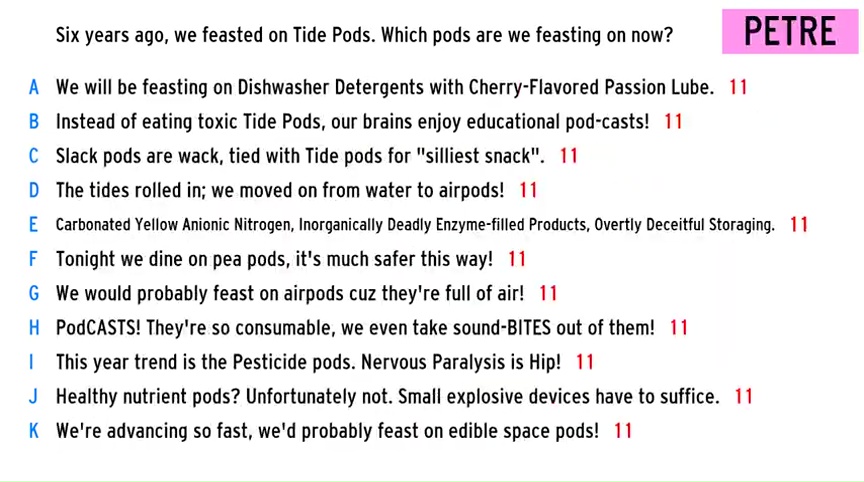 Six years ago, we feasted on Tide Pods. Which pods are we feasting on now?
PETRE
A We will be feasting on Dishwasher Detergents with Cherry-Flavored Passion Lube. 11
B Instead of eating toxic Tide Pods, our brains enjoy educational pod-casts! 11
C Slack pods are wack, tied with Tide pods for "silliest snack". 11
D The tides rolled in; we moved on from water to airpods! 11
E Carbonated Yellow Anionic Nitrogen, Inorganically Deadly Enzyme-filled Products, Overtly Deceitful Storaging. 11
F Tonight we dine on pea pods, it's much safer this way! 11
G We would probably feast on airpods cuz they're full of air! 11
H PodCASTS! They're so consumable, we even take sound-BITES out of them! 11
I This year trend is the Pesticide pods. Nervous Paralysis is Hip! 11
J Healthy nutrient pods? Unfortunately not. Small explosive devices have to suffice. 11
K We're advancing so fast, we'd probably feast on edible space pods! 11